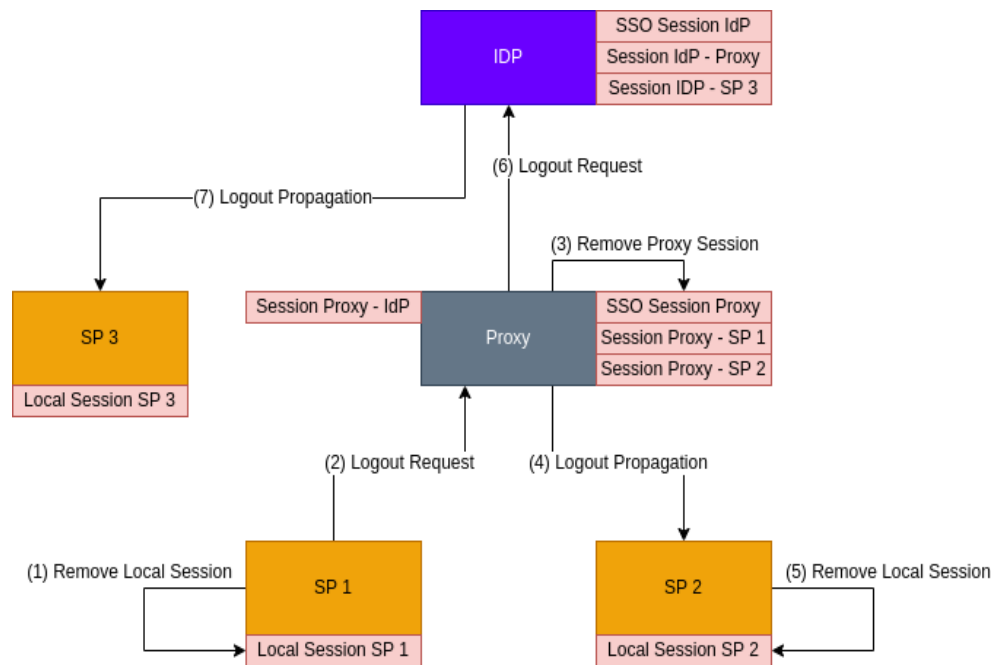 IDP
SSO Session IdP
Session IdP - Proxy
Session IDP - SP 3
(6) Logout Request
(7) Logout Propagation
(3) Remove Proxy Session
SP 3
Local Session SP 3
Session Proxy - IdP
Proxy
SSO Session Proxy
Session Proxy - SP 1
Session Proxy - SP 2
(2) Logout Request
(4) Logout Propagation
(1) Remove Local Session
SP 1
Local Session SP 1
SP 2
(5) Remove Local Session
Local Session SP 2